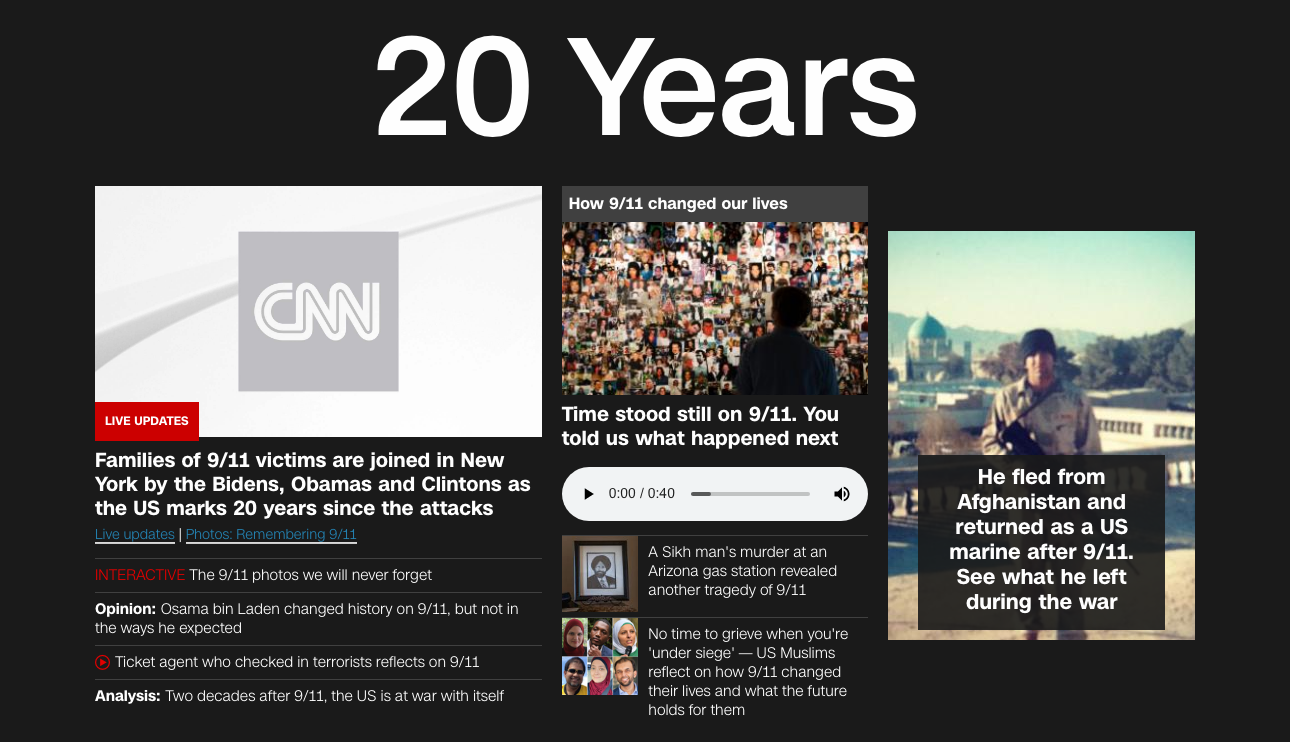 20 Years
CNN
LIVE UPDATES
Families of 9/11 victims are joined in New
York by the Bidens, Obamas and Clintons as
the US marks 20 years since the attacks
Live updates | Photos: Remembering 9/11
INTERACTIVE The 9/11 photos we will never forget
Opinion: Osama bin Laden changed history on 9/11, but not in
the ways he expected
Ticket agent who checked in terrorists reflects on 9/11
Analysis: Two decades after 9/11, the US is at war with itself
How 9/11 changed our lives
Time stood still on 9/11. You
told us what happened next
0:00 / 0:40
A Sikh man's murder at an
Arizona gas station revealed
another tragedy of 9/11
No time to grieve when you're
'under siege' — US Muslims
reflect on how 9/11 changed
their lives and what the future
holds for them
He fled from
Afghanistan and
returned as a US
marine after 9/11.
See what he left
during the war